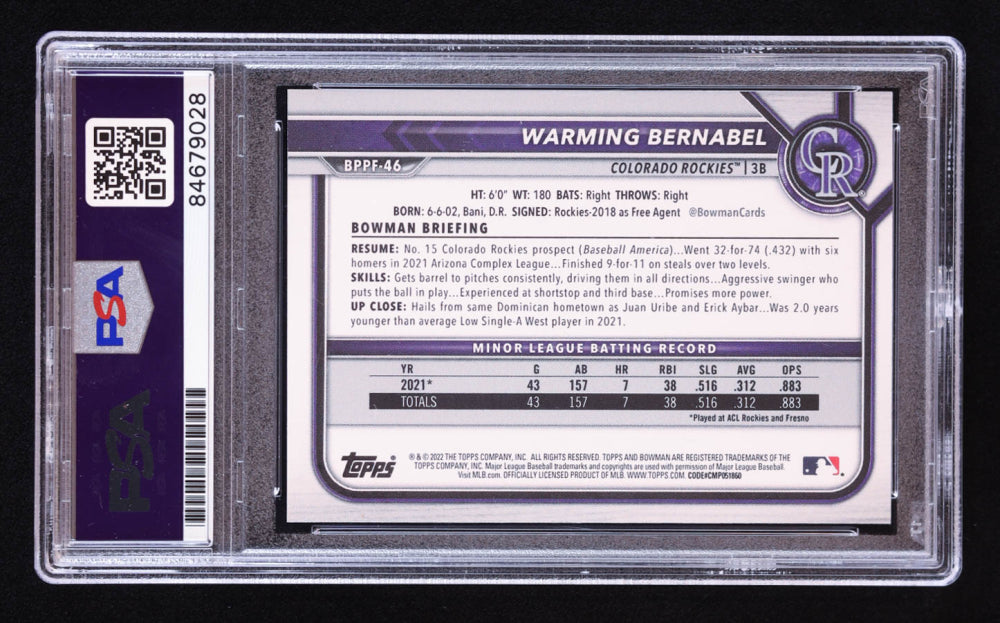 84679028
PSA
PSA
WARMING BERNABEL
BPPF-46
COLORADO ROCKIES™ | 3B
CR
HT: 6'0" WT: 180 BATS: Right THROWS: Right
BORN: 6-6-02, Bani, D.R. SIGNED: Rockies-2018 as Free Agent @BowmanCards
BOWMAN BRIEFING
RESUME: No. 15 Colorado Rockies prospect (Baseball America)...Went 32-for-74 (.432) with six
homers in 2021 Arizona Complex League...Finished 9-for-11 on steals over two levels.
SKILLS: Gets barrel to pitches consistently, driving them in all directions...Aggressive swinger who
puts the ball in play...Experienced at shortstop and third base...Promises more power.
UP CLOSE: Hails from same Dominican hometown as Juan Uribe and Erick Aybar...Was 2.0 years
younger than average Low Single-A West player in 2021.
MINOR LEAGUE BATTING RECORD
YR G AB HR RBI SLG AVG OPS
2021* 43 157 7 38 .516 .312 .883
TOTALS 43 157 7 38 .516 .312 .883
*Played at ACL Rockies and Fresno
Topps
® & © 2022 THE TOPPS COMPANY, INC. ALL RIGHTS RESERVED. TOPPS AND BOWMAN ARE REGISTERED TRADEMARKS OF THE
TOPPS COMPANY, INC. Major League Baseball trademarks and copyrights are used with permission of Major League Baseball.
Visit MLB.com. OFFICIALLY LICENSED PRODUCT OF MLB. WWW.TOPPS.COM. CODE#CMP051860